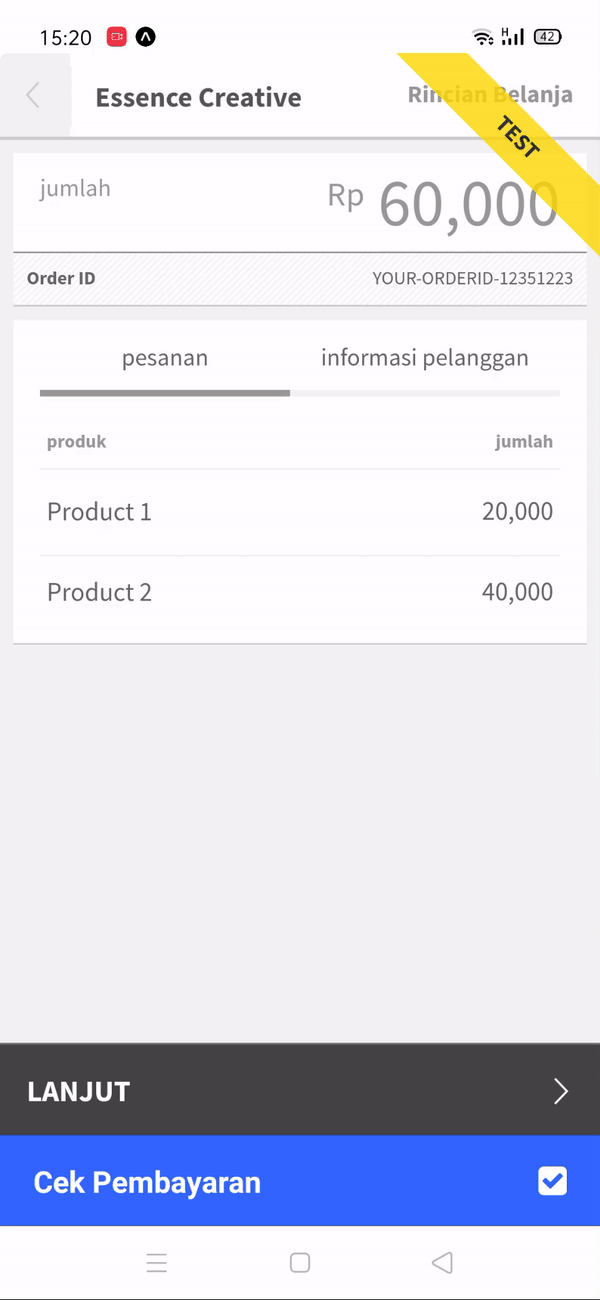 15:20 H 42
Essence Creative Rincian Belanja
TEST
jumlah Rp 60,000
Order ID YOUR-ORDERID-12351223
pesanan informasi pelanggan
produk jumlah
Product 1 20,000
Product 2 40,000
LANJUT
Cek Pembayaran